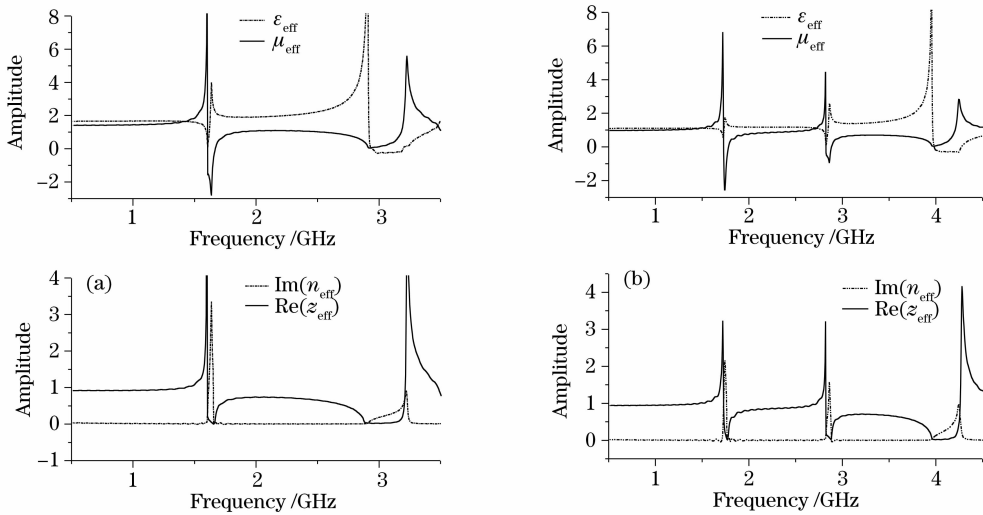 8
6
4
2
0
−2
Amplitude
ε_eff
μ_eff
1
2
3
Frequency /GHz
8
6
4
2
0
−2
Amplitude
ε_eff
μ_eff
1
2
3
4
Frequency /GHz
(a)
4
3
2
1
0
−1
Amplitude
Im(n_eff)
Re(z_eff)
1
2
3
Frequency /GHz
(b)
4
3
2
1
0
Amplitude
Im(n_eff)
Re(z_eff)
1
2
3
4
Frequency /GHz